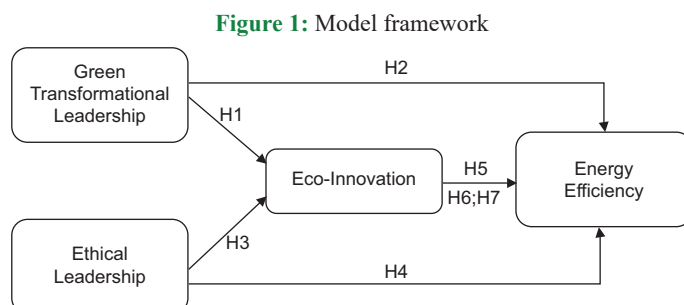 Figure 1: Model framework
Green
Transformational
Leadership
H2
H1
Eco-Innovation
H5
H6;H7
Energy
Efficiency
H3
Ethical
Leadership
H4